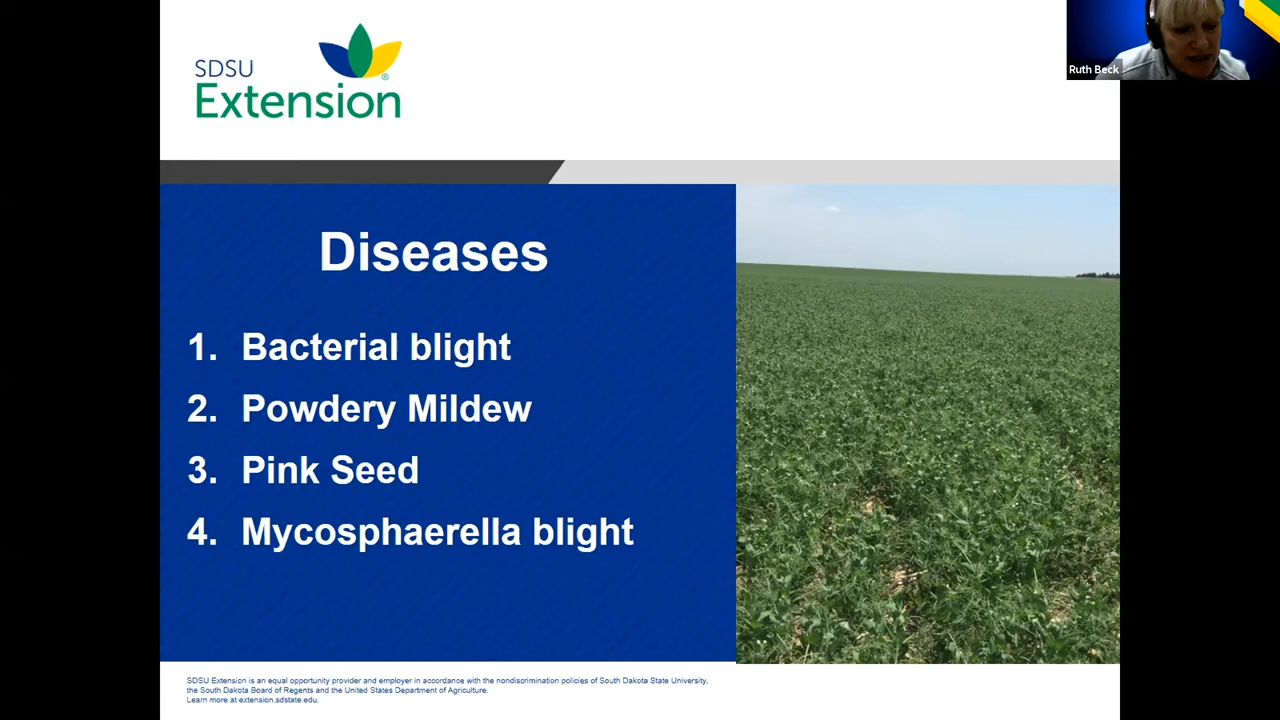 SDSU
Extension
®
Ruth Beck
Diseases
1. Bacterial blight
2. Powdery Mildew
3. Pink Seed
4. Mycosphaerella blight
SDSU Extension is an equal opportunity provider and employer in accordance with the nondiscrimination policies of South Dakota State University,
the South Dakota Board of Regents and the United States Department of Agriculture.
Learn more at extension.sdstate.edu.